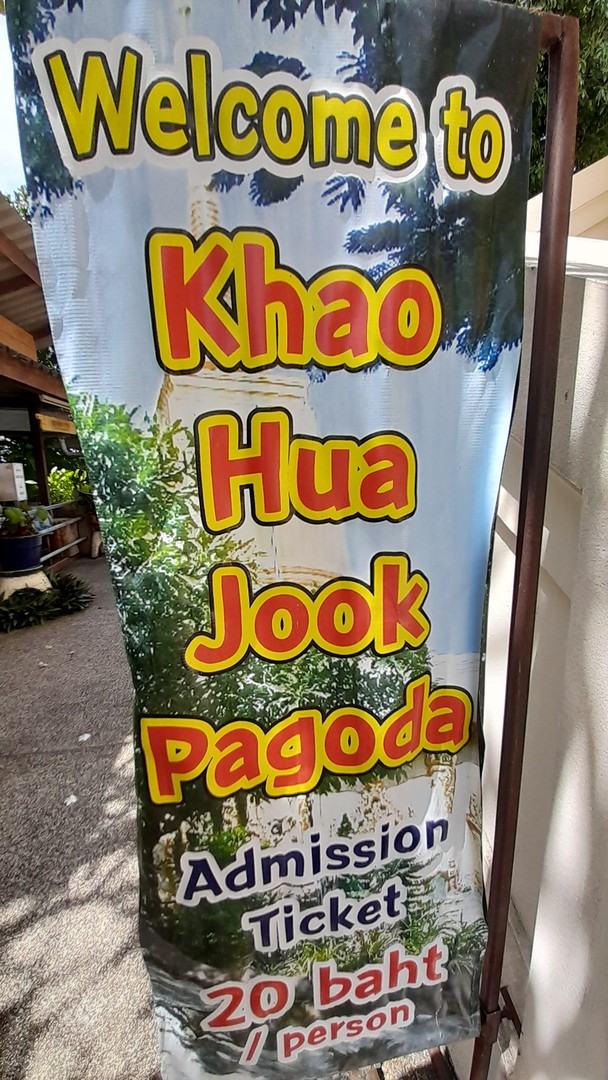 Welcome to
Khao
Hua
Jook
Pagoda
Admission
Ticket
20 baht
/ person